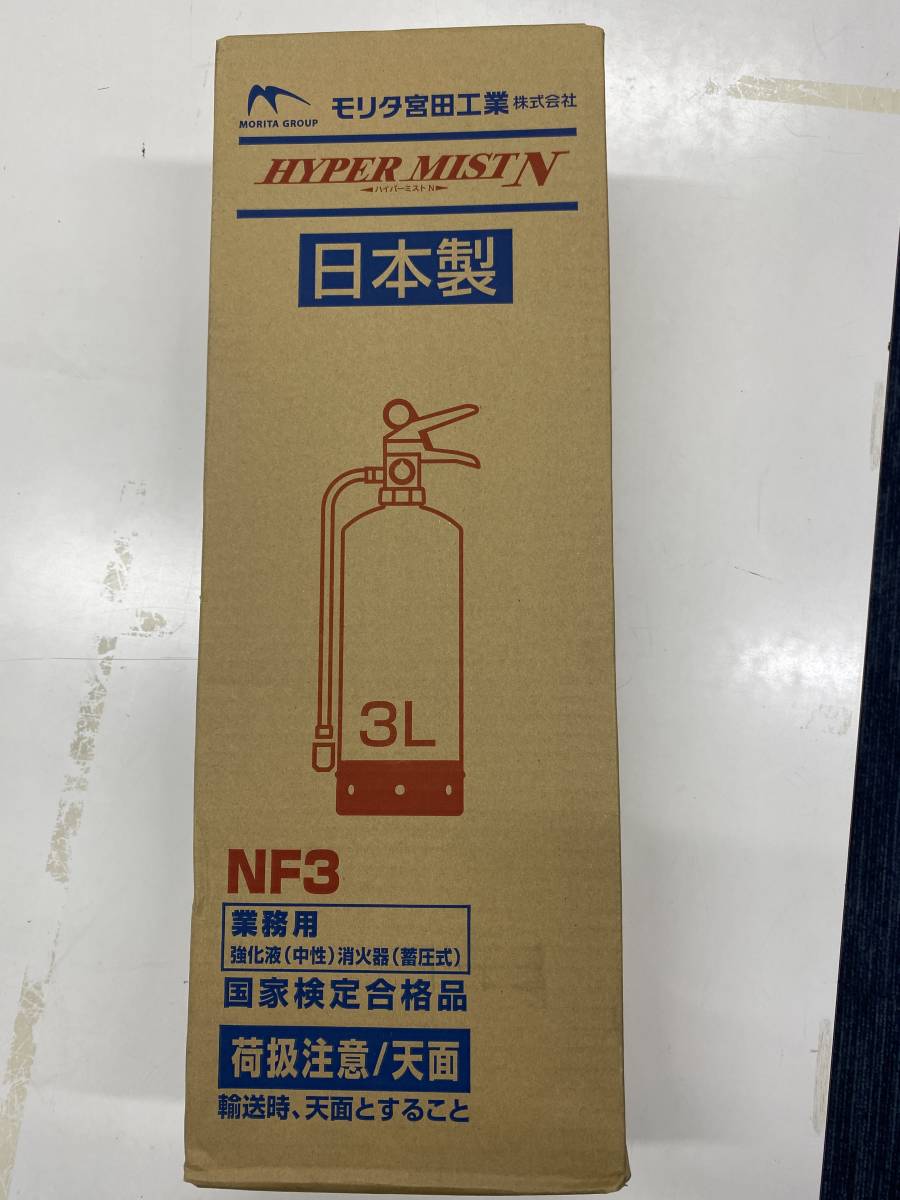 MORITA GROUP
モリタ宮田工業株式会社
HYPER MIST N
ハイパーミスト N
日本製
3L
NF3
業務用
強化液(中性)消火器(蓄圧式)
国家検定合格品
荷扱注意/天面
輸送時、天面とすること